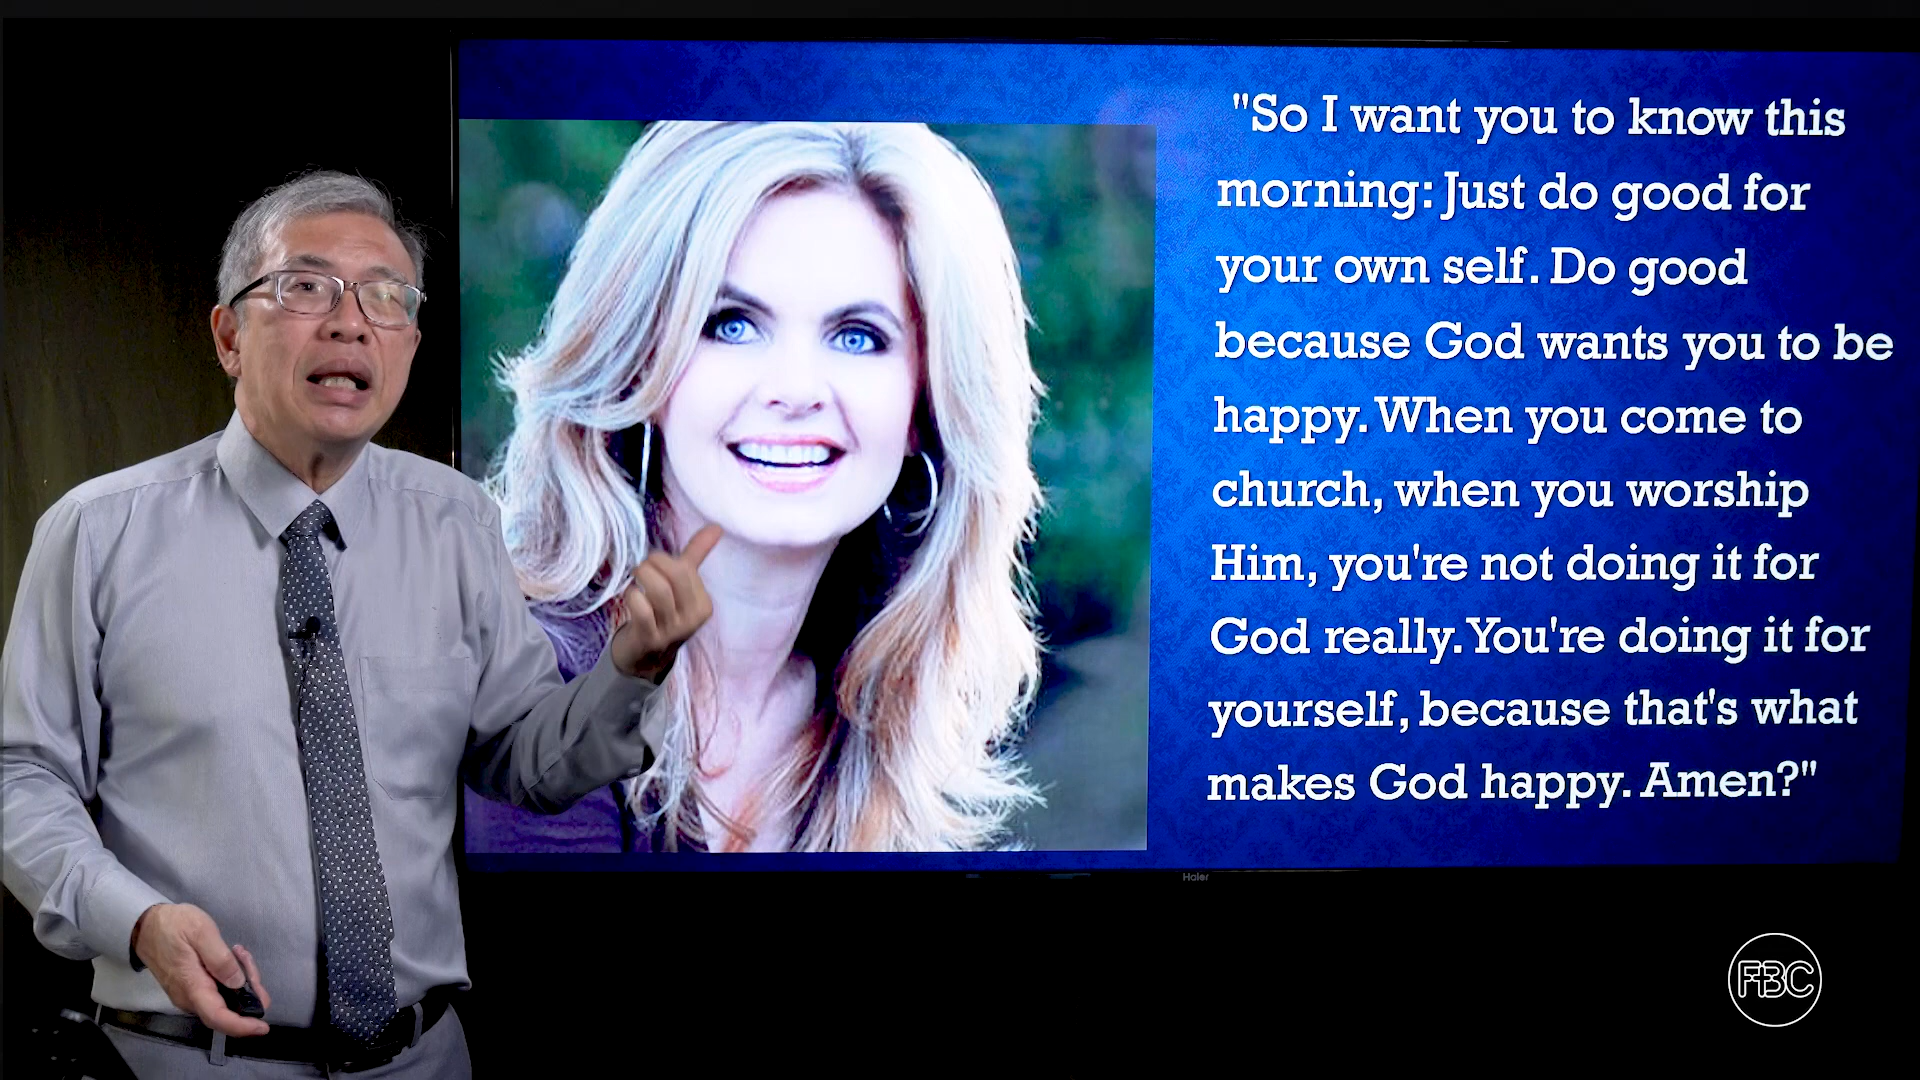 "So I want you to know this
morning: Just do good for
your own self. Do good
because God wants you to be
happy. When you come to
church, when you worship
Him, you're not doing it for
God really. You're doing it for
yourself, because that's what
makes God happy. Amen?"
Haier
FBC